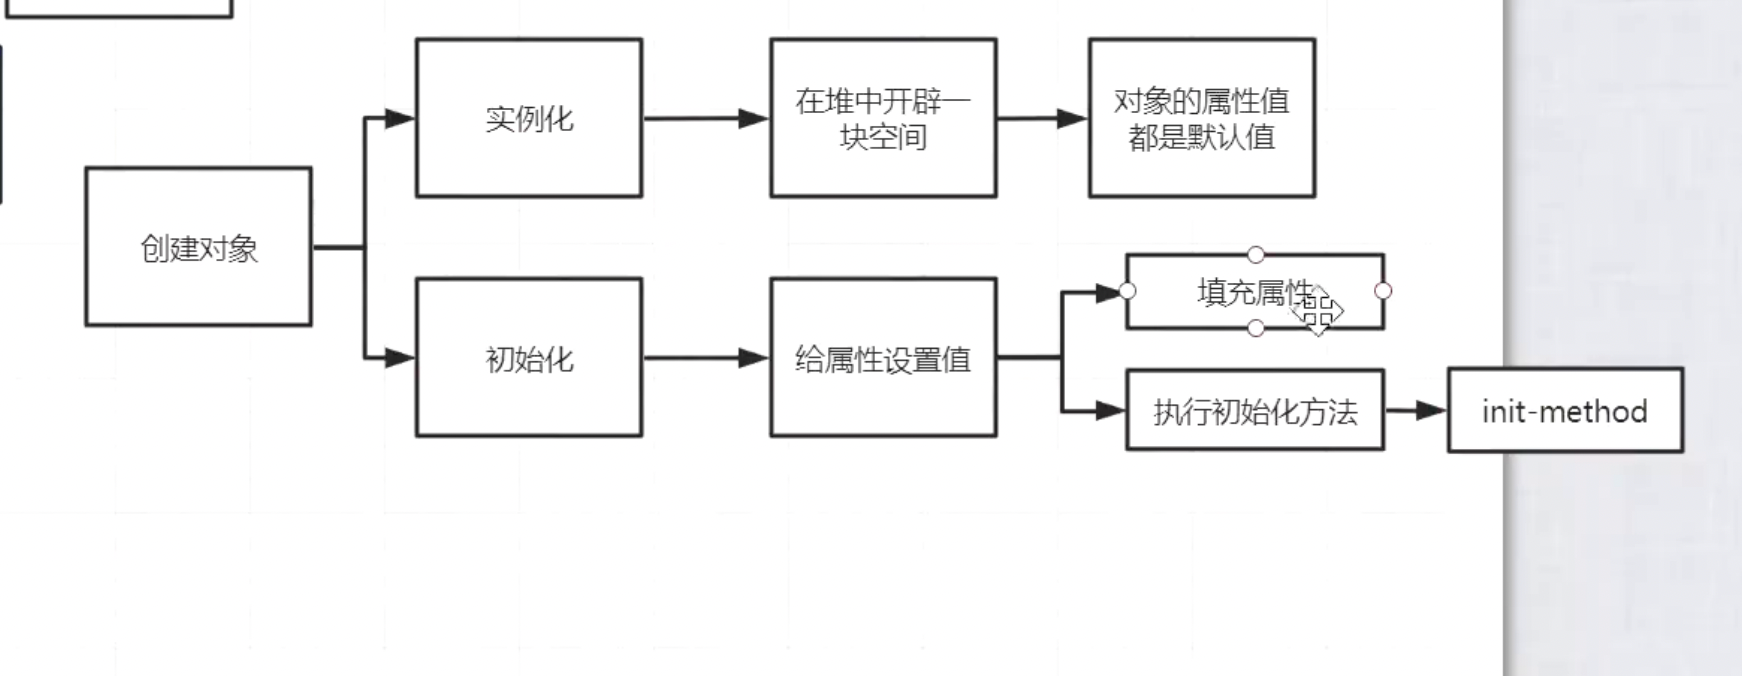 实例化
在堆中开辟一
块空间
对象的属性值
都是默认值
创建对象
填充属性
初始化
给属性设置值
执行初始化方法
init-method